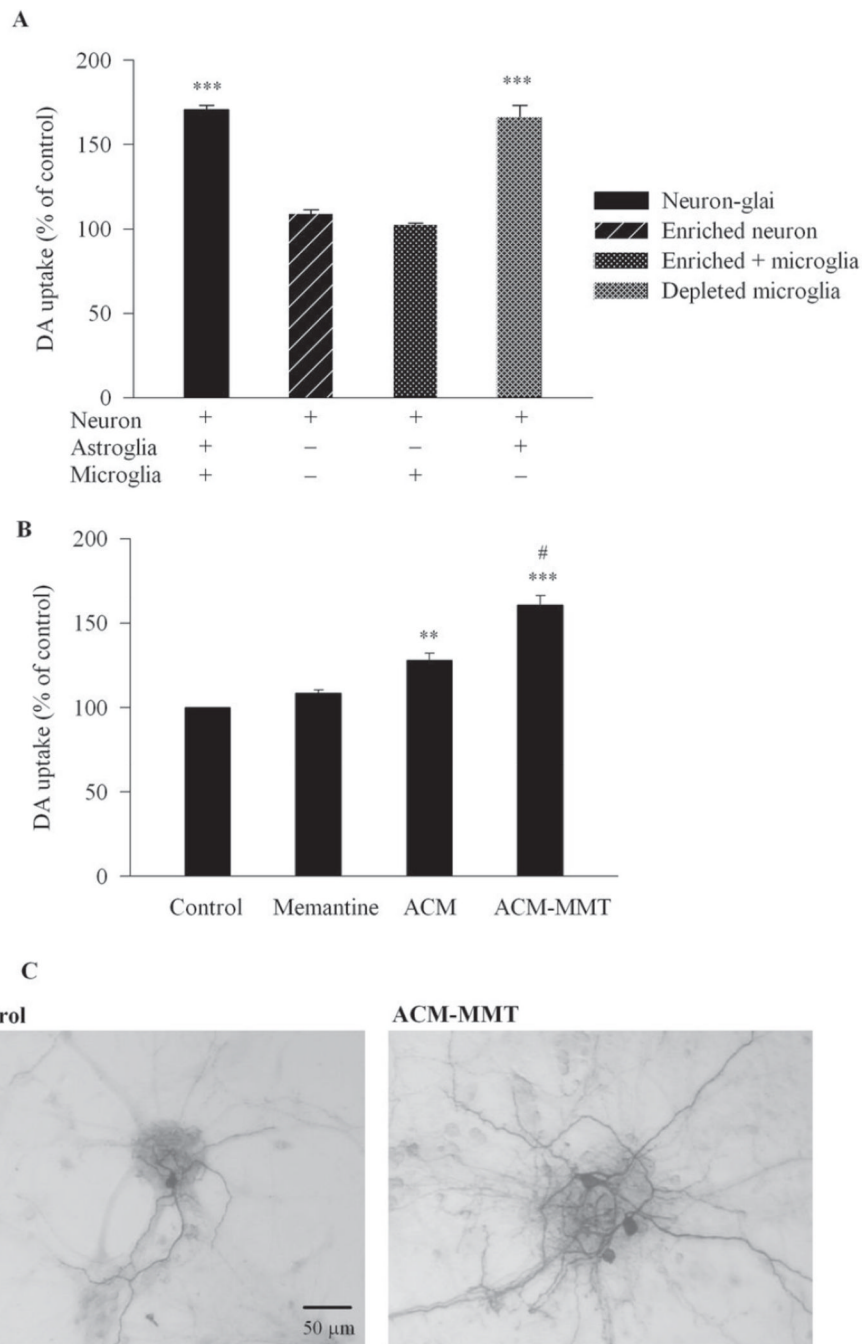 A
200
150
100
50
0
DA uptake (% of control)
***
***
Neuron-glai
Enriched neuron
Enriched + microglia
Depleted microglia
Neuron + + + +
Astroglia + – – +
Microglia + – + –
B
200
150
100
50
0
DA uptake (% of control)
**
#
***
Control Memantine ACM ACM-MMT
C
rol
ACM-MMT
50 µm